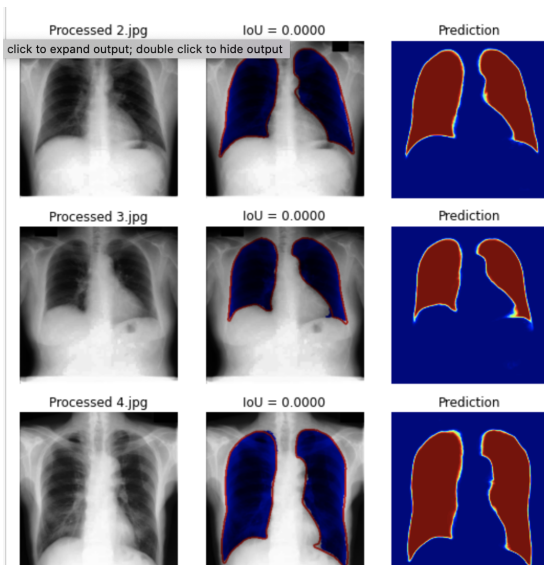 Processed 2.jpg IoU = 0.0000 Prediction
click to expand output; double click to hide output
Processed 3.jpg IoU = 0.0000 Prediction
Processed 4.jpg IoU = 0.0000 Prediction